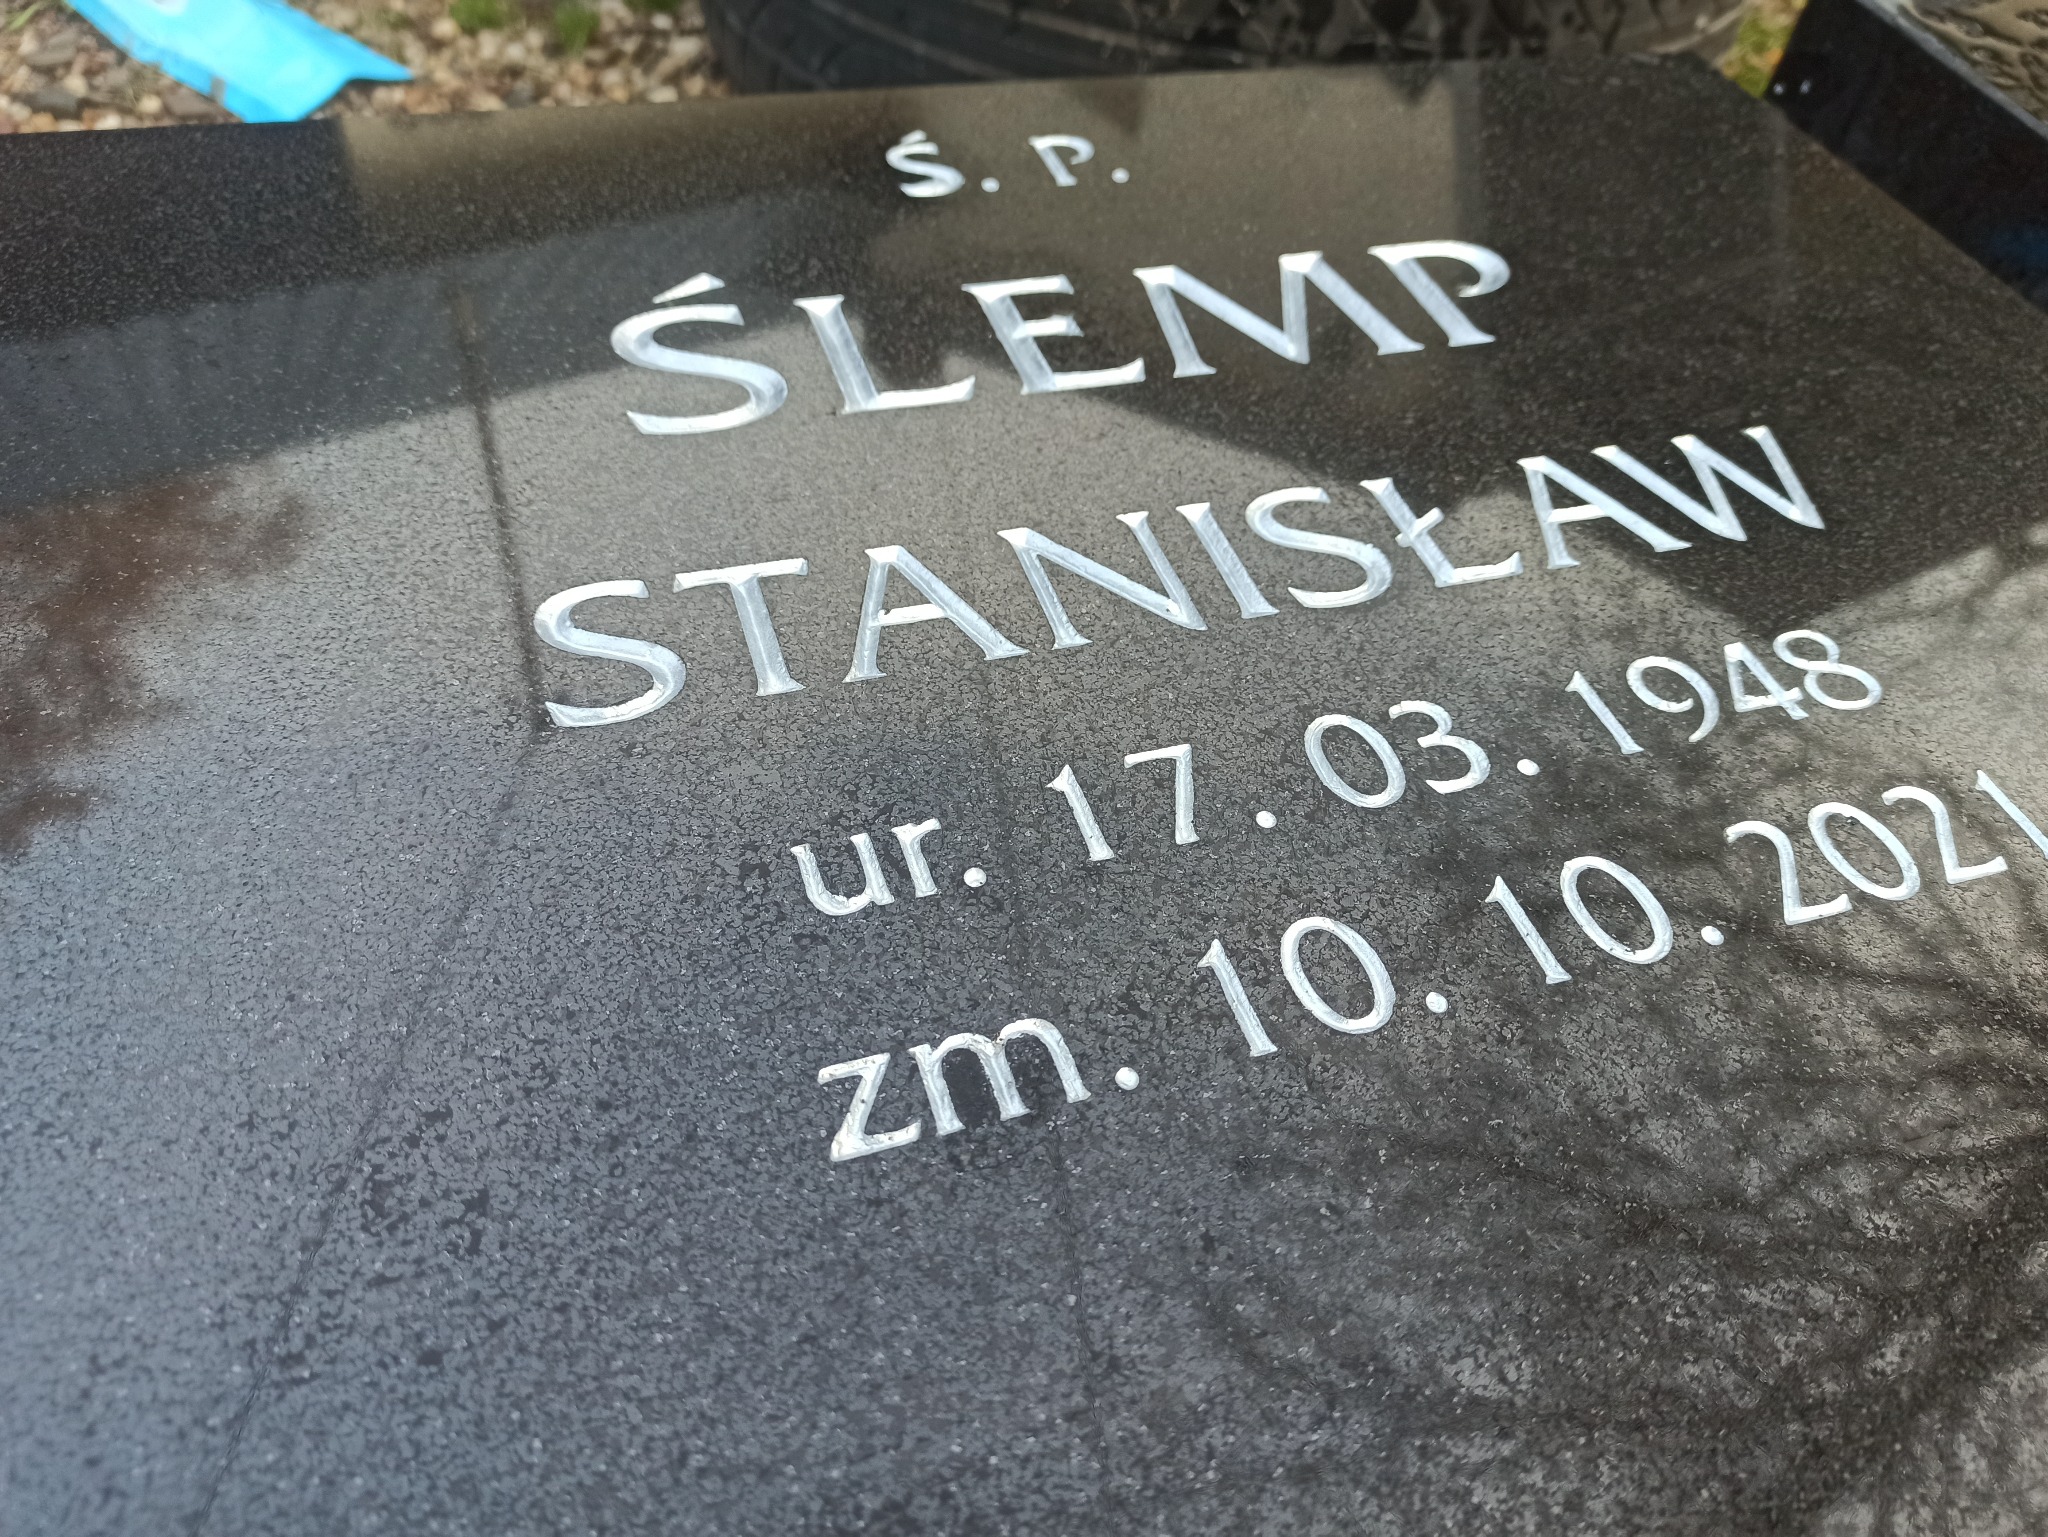 Ś. P.
ŚLEMP
STANISŁAW
ur. 17.03.1948
zm. 10.10.2021